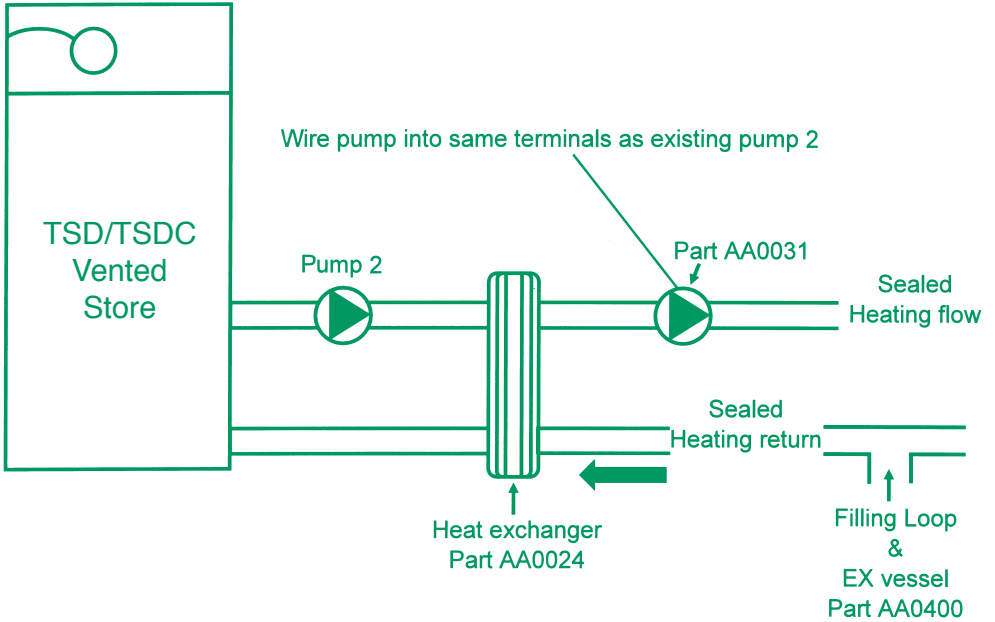 Wire pump into same terminals as existing pump 2
TSD/TSDC
Vented
Store
Pump 2
Part AA0031
Sealed
Heating flow
Sealed
Heating return
Heat exchanger
Part AA0024
Filling Loop
&
EX vessel
Part AA0400